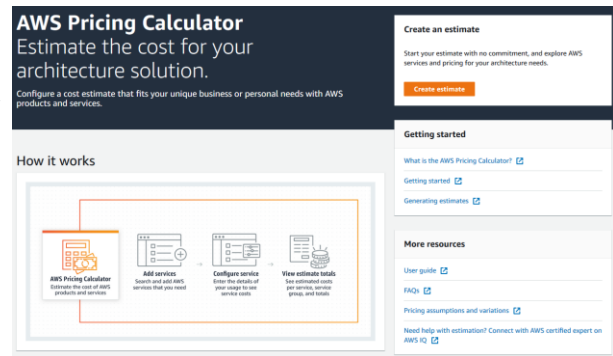 AWS Pricing Calculator
Estimate the cost for your
architecture solution.
Configure a cost estimate that fits your unique business or personal needs with AWS
products and services.
Create an estimate
Start your estimate with no commitment, and explore AWS
services and pricing for your architecture needs.
Create estimate
Getting started
What is the AWS Pricing Calculator?
Getting started
Generating estimates
How it works
AWS Pricing Calculator
Estimate the cost of AWS
products and services
Add services
Search and add AWS
services that you need
Configure service
Enter the details of
your usage to see
service costs
View estimate totals
See estimated costs
per service, service
group, and totals
More resources
User guide
FAQs
Pricing assumptions and variations
Need help with estimation? Connect with AWS certified expert on
AWS IQ